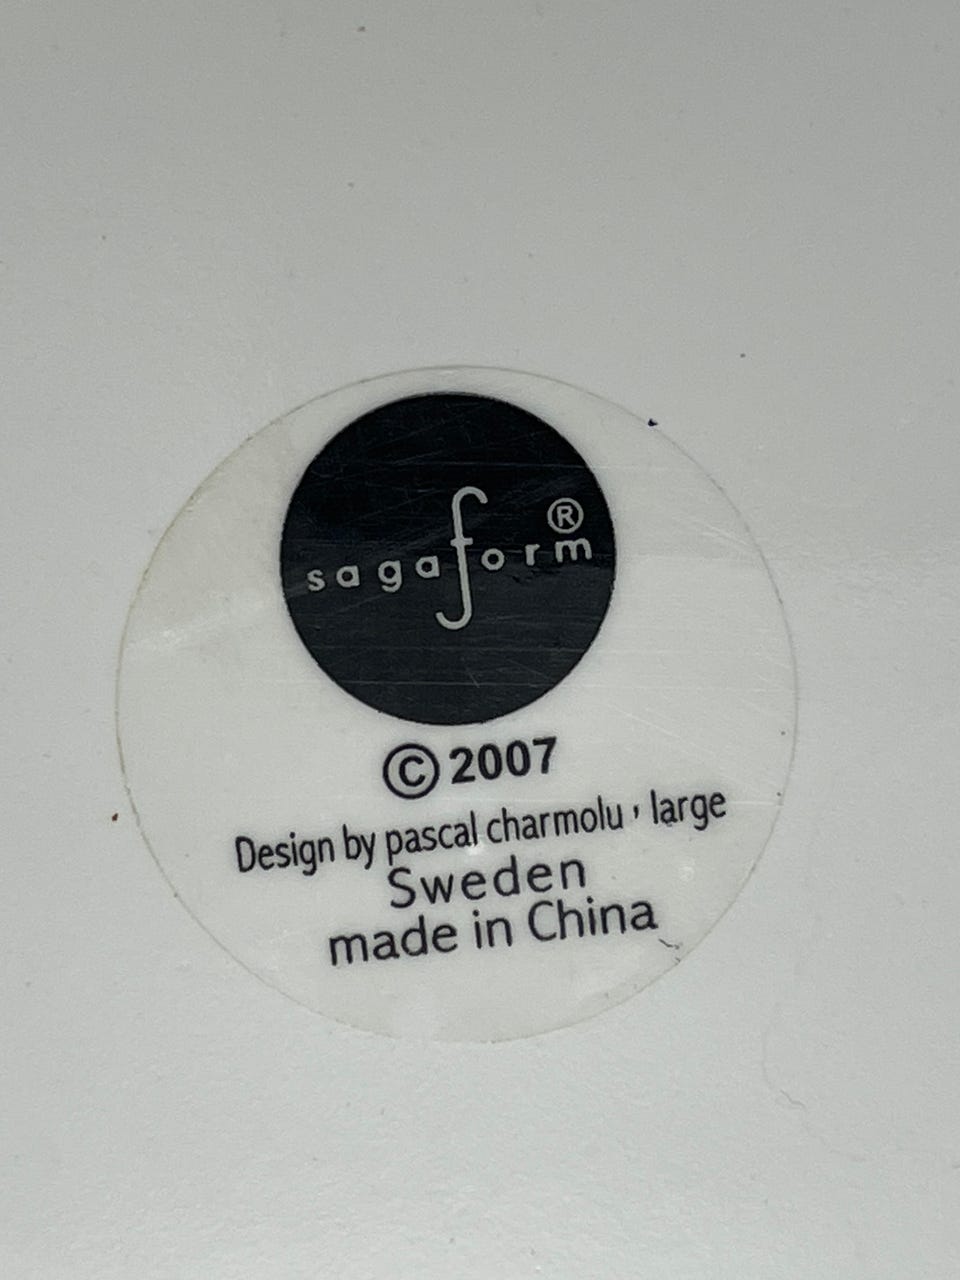 sagaform®
© 2007
Design by pascal charmolu, large
Sweden
made in China